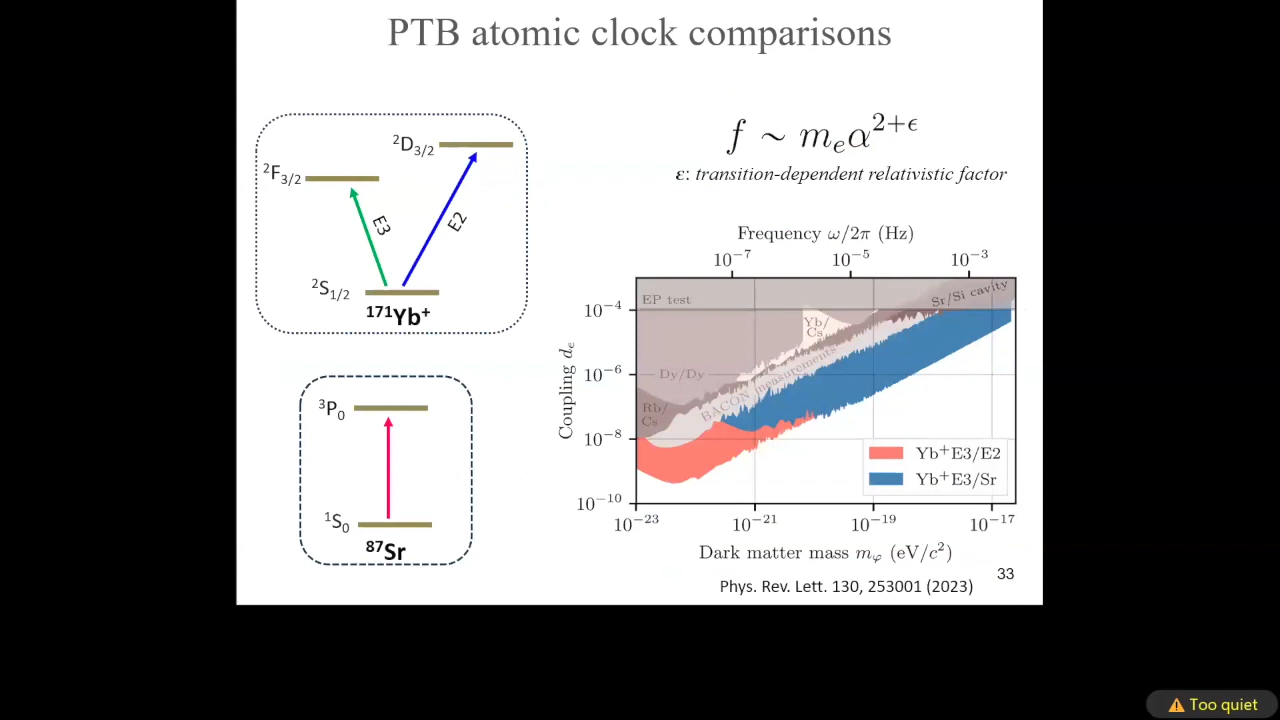 PTB atomic clock comparisons
²D₃/₂
²F₃/₂
E3
E2
²S₁/₂
¹⁷¹Yb⁺
³P₀
¹S₀
⁸⁷Sr
f ∼ mₑα²⁺ᵋ
ε: transition-dependent relativistic factor
Frequency ω/2π (Hz)
10⁻⁷ 10⁻⁵ 10⁻³
Coupling dₑ
10⁻⁴
10⁻⁶
10⁻⁸
10⁻¹⁰
EP test
Sr/Si cavity
Yb/
Cs
Dy/Dy
BACON measurements
Rb/
Cs
Yb⁺E3/E2
Yb⁺E3/Sr
10⁻²³ 10⁻²¹ 10⁻¹⁹ 10⁻¹⁷
Dark matter mass mᵩ (eV/c²)
33
Phys. Rev. Lett. 130, 253001 (2023)
Too quiet